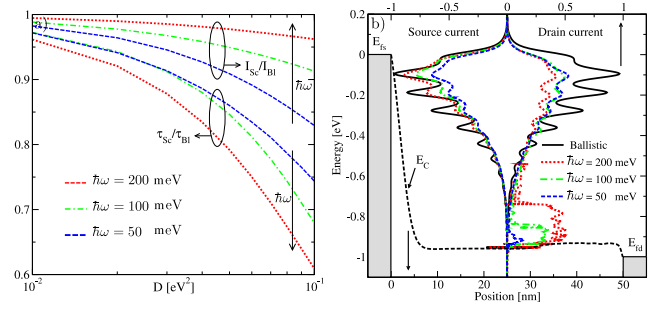 1
0.9
0.8
0.7
0.6
10⁻²
10⁻¹
D [eV²]
a)
I_Sc/I_Bl
τ_Sc/τ_Bl
ħω
ħω
ħω = 200 meV
ħω = 100 meV
ħω = 50 meV
b)
-1 -0.5 0 0.5 1
Source current Drain current
E_fs
0.2
0
-0.2
-0.4
-0.6
-0.8
-1
Energy [eV]
E_C
Ballistic
ħω = 200 meV
ħω = 100 meV
ħω = 50 meV
E_fd
0 10 20 30 40 50
Position [nm]